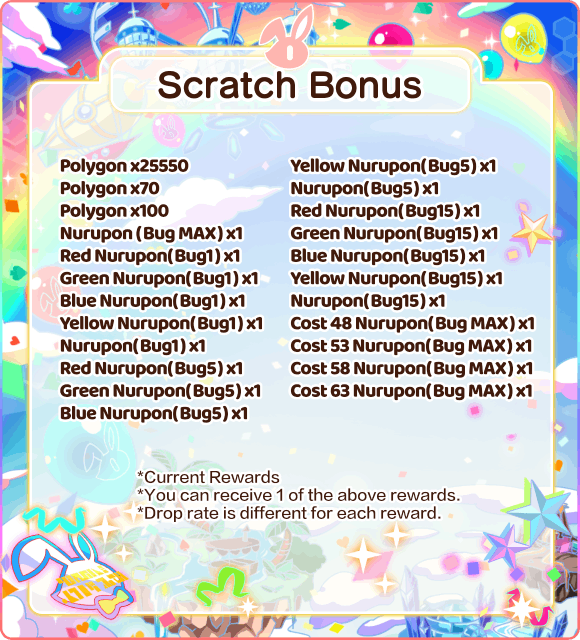 Scratch Bonus
Polygon x25550
Polygon x70
Polygon x100
Nurupon (Bug MAX) x1
Red Nurupon(Bug1) x1
Green Nurupon(Bug1) x1
Blue Nurupon(Bug1) x1
Yellow Nurupon(Bug1) x1
Nurupon(Bug1) x1
Red Nurupon(Bug5) x1
Green Nurupon(Bug5) x1
Blue Nurupon(Bug5) x1
Yellow Nurupon(Bug5) x1
Nurupon(Bug5) x1
Red Nurupon(Bug15) x1
Green Nurupon(Bug15) x1
Blue Nurupon(Bug15) x1
Yellow Nurupon(Bug15) x1
Nurupon(Bug15) x1
Cost 48 Nurupon(Bug MAX) x1
Cost 53 Nurupon(Bug MAX) x1
Cost 58 Nurupon(Bug MAX) x1
Cost 63 Nurupon(Bug MAX) x1
*Current Rewards
*You can receive 1 of the above rewards.
*Drop rate is different for each reward.